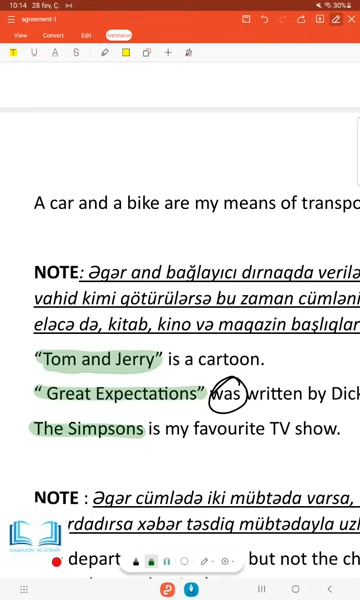 10:14 28 fev, Ç.
30%
agreement-1
View Convert Edit Annotation
T U A S
A car and a bike are my means of transpo
NOTE: Əgər and bağlayıcı dırnaqda verilə
vahid kimi götürülərsə bu zaman cümləni
eləcə də, kitab, kino və maqazin başlıqlar
“Tom and Jerry” is a cartoon.
“ Great Expectations” was written by Dick
The Simpsons is my favourite TV show.
NOTE : Əgər cümlədə iki mübtəda varsa,
rdadırsa xəbər təsdiq mübtədayla uzl
depart but not the ch